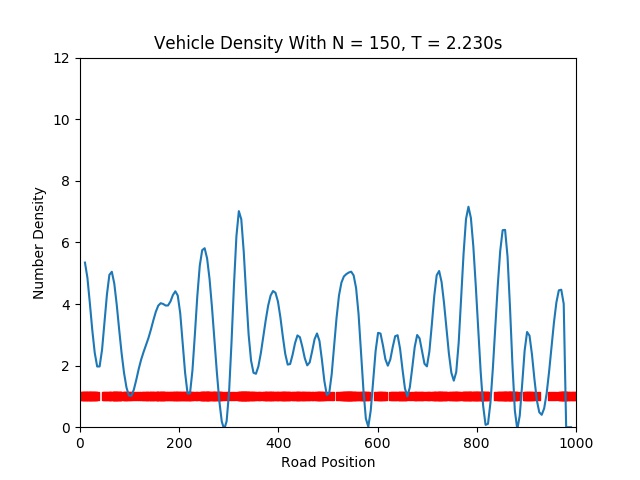 Vehicle Density With N = 150, T = 2.230s
12
10
8
6
4
2
0
Number Density
0 200 400 600 800 1000
Road Position